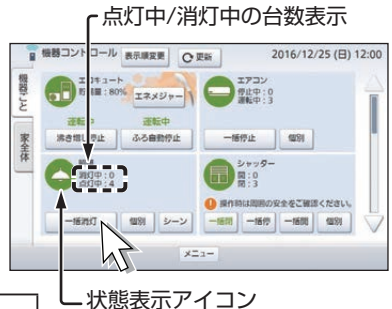 点灯中/消灯中の台数表示
機器コントロール 表示順変更 更新 2016/12/25 (日) 12:00
機器ごと
家全体
エコキュート
貯湯量：80%
エネメジャー
運転中 運転中
沸き増し停止 ふろ自動停止
エアコン
停止中：0
運転中：3
一括停止 個別
照明
消灯中：0
点灯中：4
一括消灯 個別 シーン
シャッター
開：0
閉：3
操作時は周囲の安全をご確認ください。
一括閉 一括停 一括開 個別
メニュー
状態表示アイコン